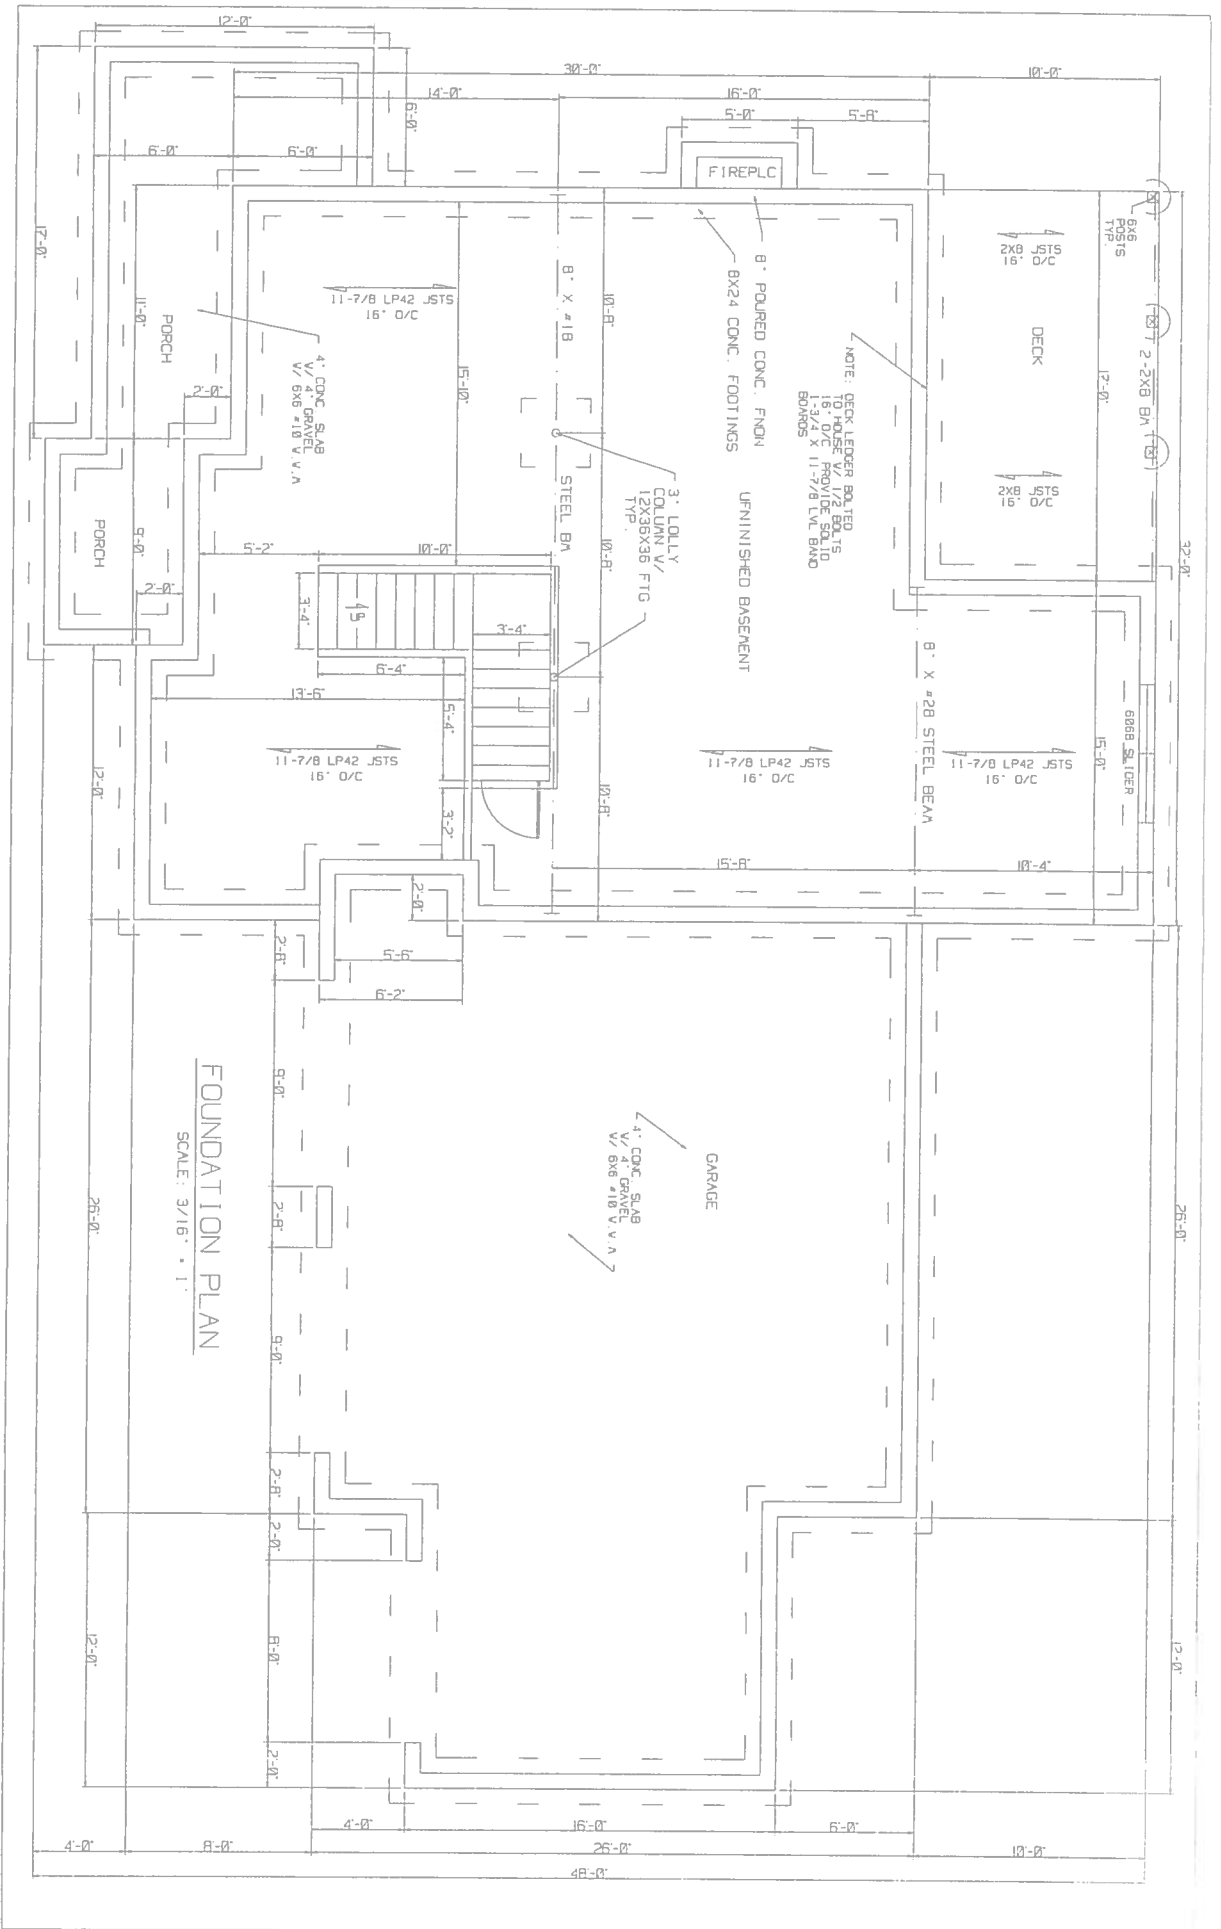 FOUNDATION PLAN
SCALE: 3/16" = 1'
32'-0"
26'-0"
12'-0"
17'-0"
15'-0"
10'-0"
30'-0"
16'-0"
14'-0"
5'-8"
5'-0"
12'-0"
6'-0"
6'-0"
6'-0"
17'-0"
11'-0"
6X6
POSTS
TYP.
2-2X8 BM
2X8 JSTS
16" O/C
DECK
2X8 JSTS
16" O/C
6068 SLIDER
NOTE: DECK LEDGER BOLTED
TO HOUSE W/ 1/2 BOLTS
16" O/C PROVIDE SOLID
1-3/4 X 11-7/8 LVL BAND
BOARDS
8" X #28 STEEL BEAM
11-7/8 LP42 JSTS
16" O/C
11-7/8 LP42 JSTS
16" O/C
10'-4"
15'-8"
FIREPLC
8" POURED CONC. FNDN
8X24 CONC. FOOTINGS
UFNINISHED BASEMENT
3" LOLLY
COLUMN W/
12X36X36 FTG
TYP.
10'-8"
10'-8"
10'-8"
8" X #18
STEEL BM
11-7/8 LP42 JSTS
16" O/C
15'-10"
10'-0"
5'-2"
3'-4"
3'-4"
6'-4"
5'-4"
3'-2"
13'-6"
11-7/8 LP42 JSTS
16" O/C
4" CONC SLAB
W/ 4" GRAVEL
W/ 6X6 #10 W.W.M
PORCH
2'-0"
PORCH
9'-0"
2'-0"
12'-0"
2'-0"
5'-6"
6'-2"
2'-8"
9'-0"
2'-8"
9'-0"
2'-8"
2'-0"
8'-0"
2'-0"
GARAGE
4" CONC. SLAB
W/ 4" GRAVEL
W/ 6X6 #10 W.W.M
26'-0"
12'-0"
4'-0"
16'-0"
6'-0"
4'-0"
8'-0"
26'-0"
10'-0"
48'-0"